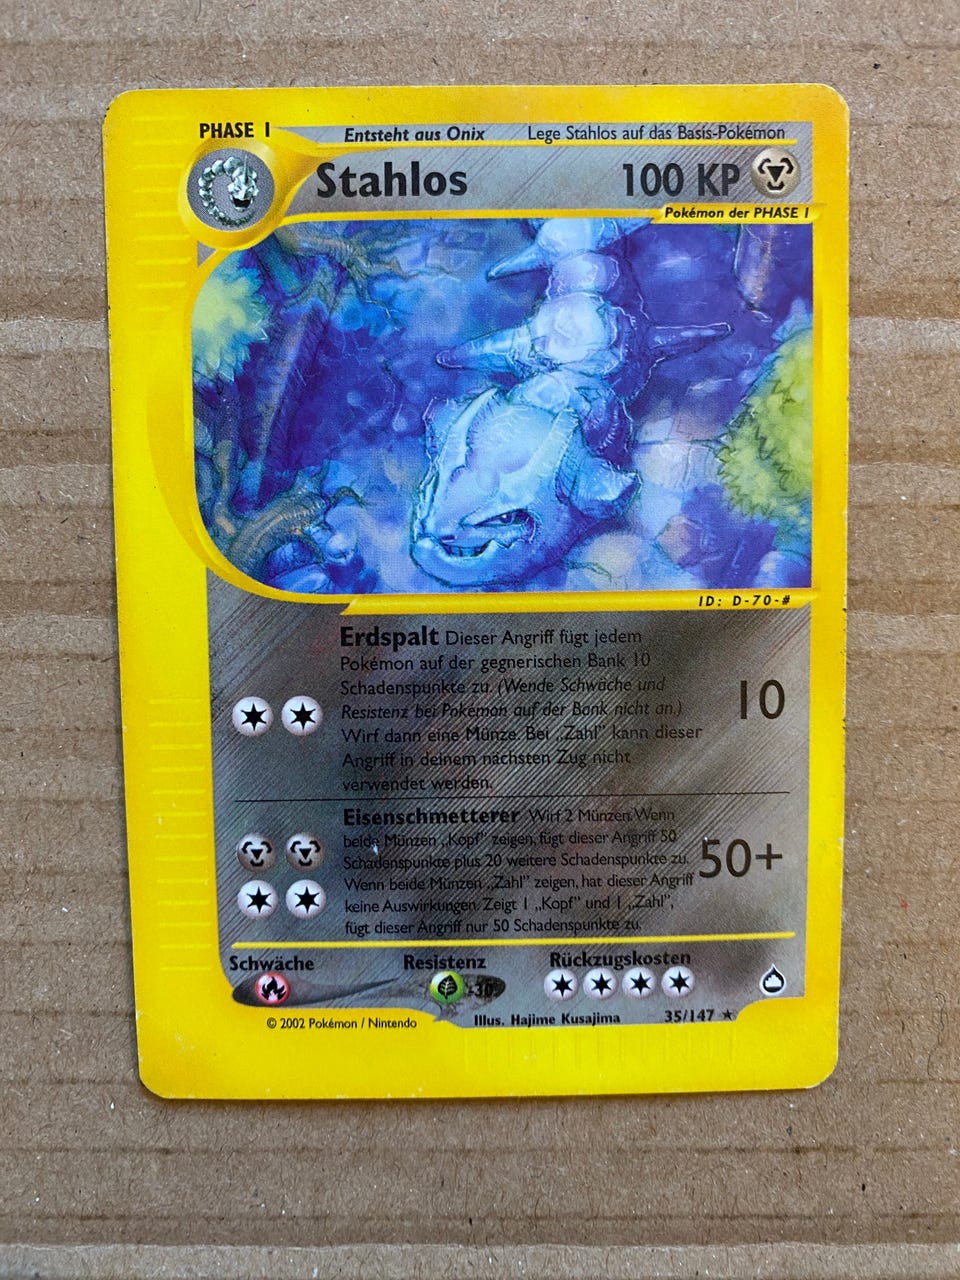 PHASE 1
Entsteht aus Onix
Lege Stahlos auf das Basis-Pokémon
Stahlos
100 KP
Pokémon der PHASE 1
ID: D-70-#
Erdspalt Dieser Angriff fügt jedem
Pokémon auf der gegnerischen Bank 10
Schadenspunkte zu. (Wende Schwäche und
Resistenz bei Pokémon auf der Bank nicht an.)
Wirf dann eine Münze. Bei „Zahl" kann dieser
Angriff in deinem nächsten Zug nicht
verwendet werden.
10
Eisenschmetterer Wirf 2 Münzen. Wenn
beide Münzen „Kopf" zeigen, fügt dieser Angriff 50
Schadenspunkte plus 20 weitere Schadenspunkte zu.
Wenn beide Münzen „Zahl" zeigen, hat dieser Angriff
keine Auswirkungen. Zeigt 1 „Kopf" und 1 „Zahl",
fügt dieser Angriff nur 50 Schadenspunkte zu.
50+
Schwäche
Resistenz
Rückzugskosten
-30
© 2002 Pokémon / Nintendo
Illus. Hajime Kusajima
35/147 ★